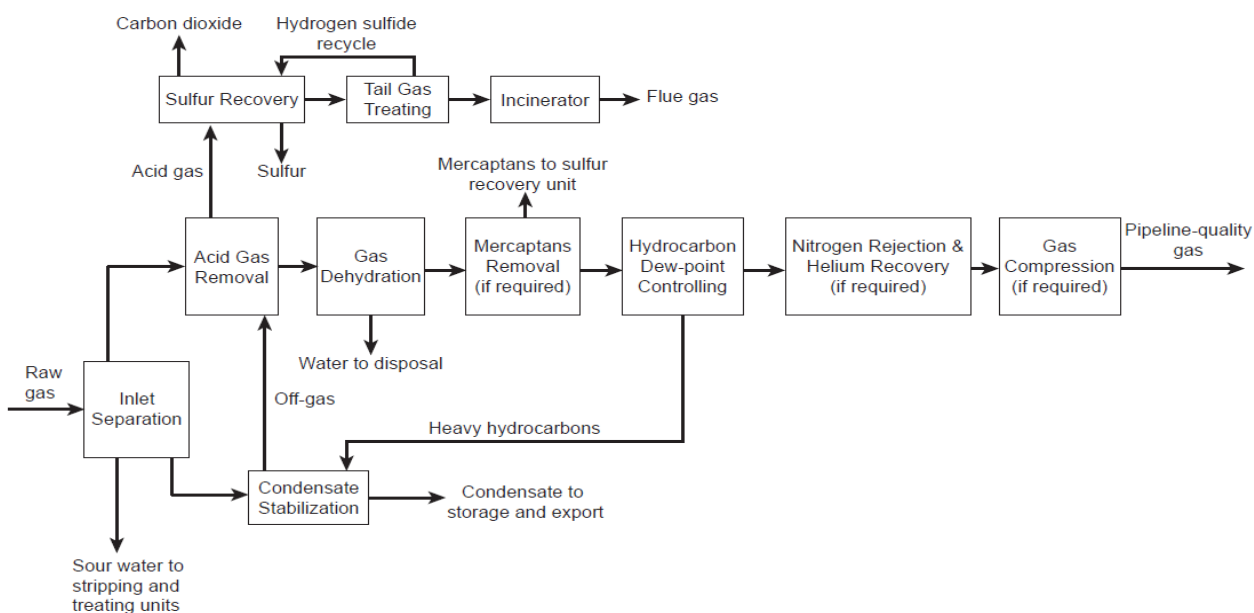 Carbon dioxide
Hydrogen sulfide
recycle
Sulfur Recovery
Tail Gas
Treating
Incinerator
Flue gas
Acid gas
Sulfur
Mercaptans to sulfur
recovery unit
Acid Gas
Removal
Gas
Dehydration
Mercaptans
Removal
(if required)
Hydrocarbon
Dew-point
Controlling
Nitrogen Rejection &
Helium Recovery
(if required)
Gas
Compression
(if required)
Pipeline-quality
gas
Water to disposal
Raw
gas
Inlet
Separation
Off-gas
Heavy hydrocarbons
Condensate
Stabilization
Condensate to
storage and export
Sour water to
stripping and
treating units